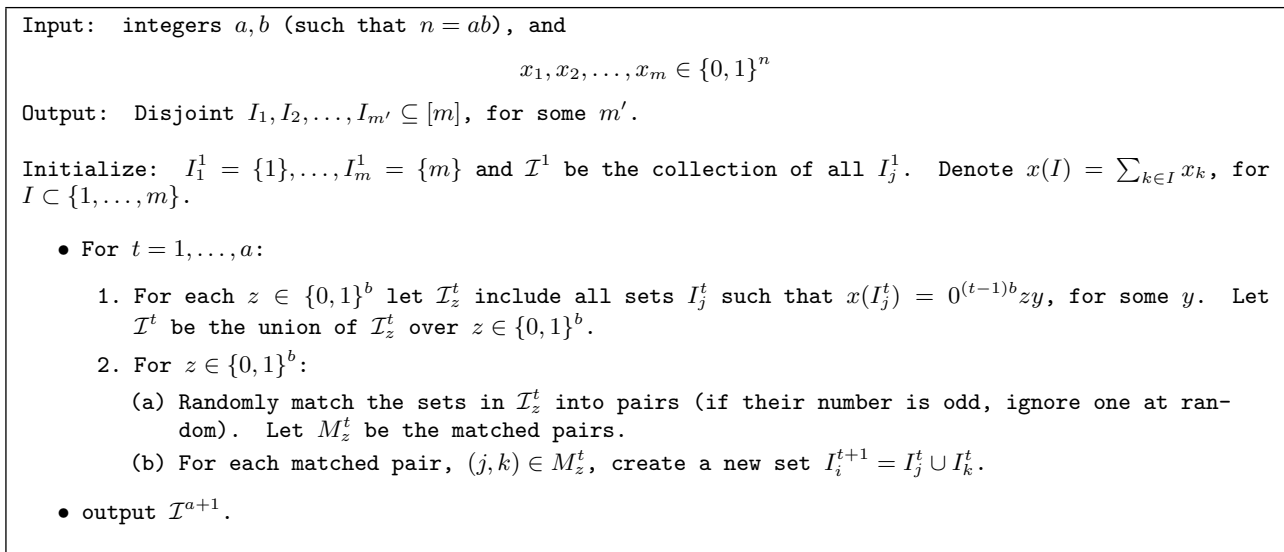 Input: integers a, b (such that n = ab), and
x_1, x_2, . . . , x_m ∈ {0, 1}^n
Output: Disjoint I_1, I_2, . . . , I_{m′} ⊆ [m], for some m′.
Initialize: I_1^1 = {1}, . . . , I_m^1 = {m} and ℐ^1 be the collection of all I_j^1. Denote x(I) = ∑_{k∈I} x_k, for
I ⊂ {1, . . . , m}.
• For t = 1, . . . , a:
1. For each z ∈ {0, 1}^b let ℐ_z^t include all sets I_j^t such that x(I_j^t) = 0^{(t−1)b}zy, for some y. Let
ℐ^t be the union of ℐ_z^t over z ∈ {0, 1}^b.
2. For z ∈ {0, 1}^b:
(a) Randomly match the sets in ℐ_z^t into pairs (if their number is odd, ignore one at ran-
dom). Let M_z^t be the matched pairs.
(b) For each matched pair, (j, k) ∈ M_z^t, create a new set I_i^{t+1} = I_j^t ∪ I_k^t.
• output ℐ^{a+1}.